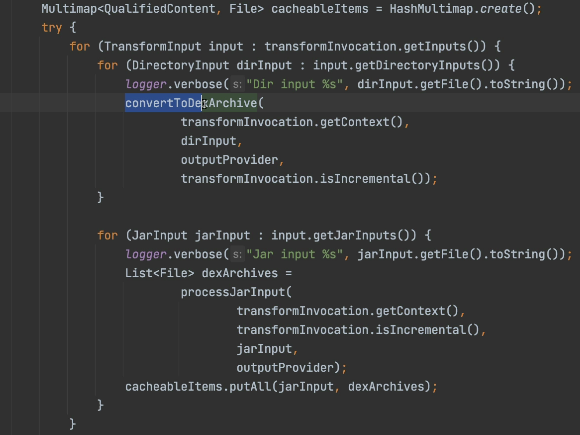 Multimap<QualifiedContent, File> cacheableItems = HashMultimap.create();
try {
for (TransformInput input : transformInvocation.getInputs()) {
for (DirectoryInput dirInput : input.getDirectoryInputs()) {
logger.verbose( s: "Dir input %s", dirInput.getFile().toString());
convertToDexArchive(
transformInvocation.getContext(),
dirInput,
outputProvider,
transformInvocation.isIncremental());
}
for (JarInput jarInput : input.getJarInputs()) {
logger.verbose( s: "Jar input %s", jarInput.getFile().toString());
List<File> dexArchives =
processJarInput(
transformInvocation.getContext(),
transformInvocation.isIncremental(),
jarInput,
outputProvider);
cacheableItems.putAll(jarInput, dexArchives);
}
}